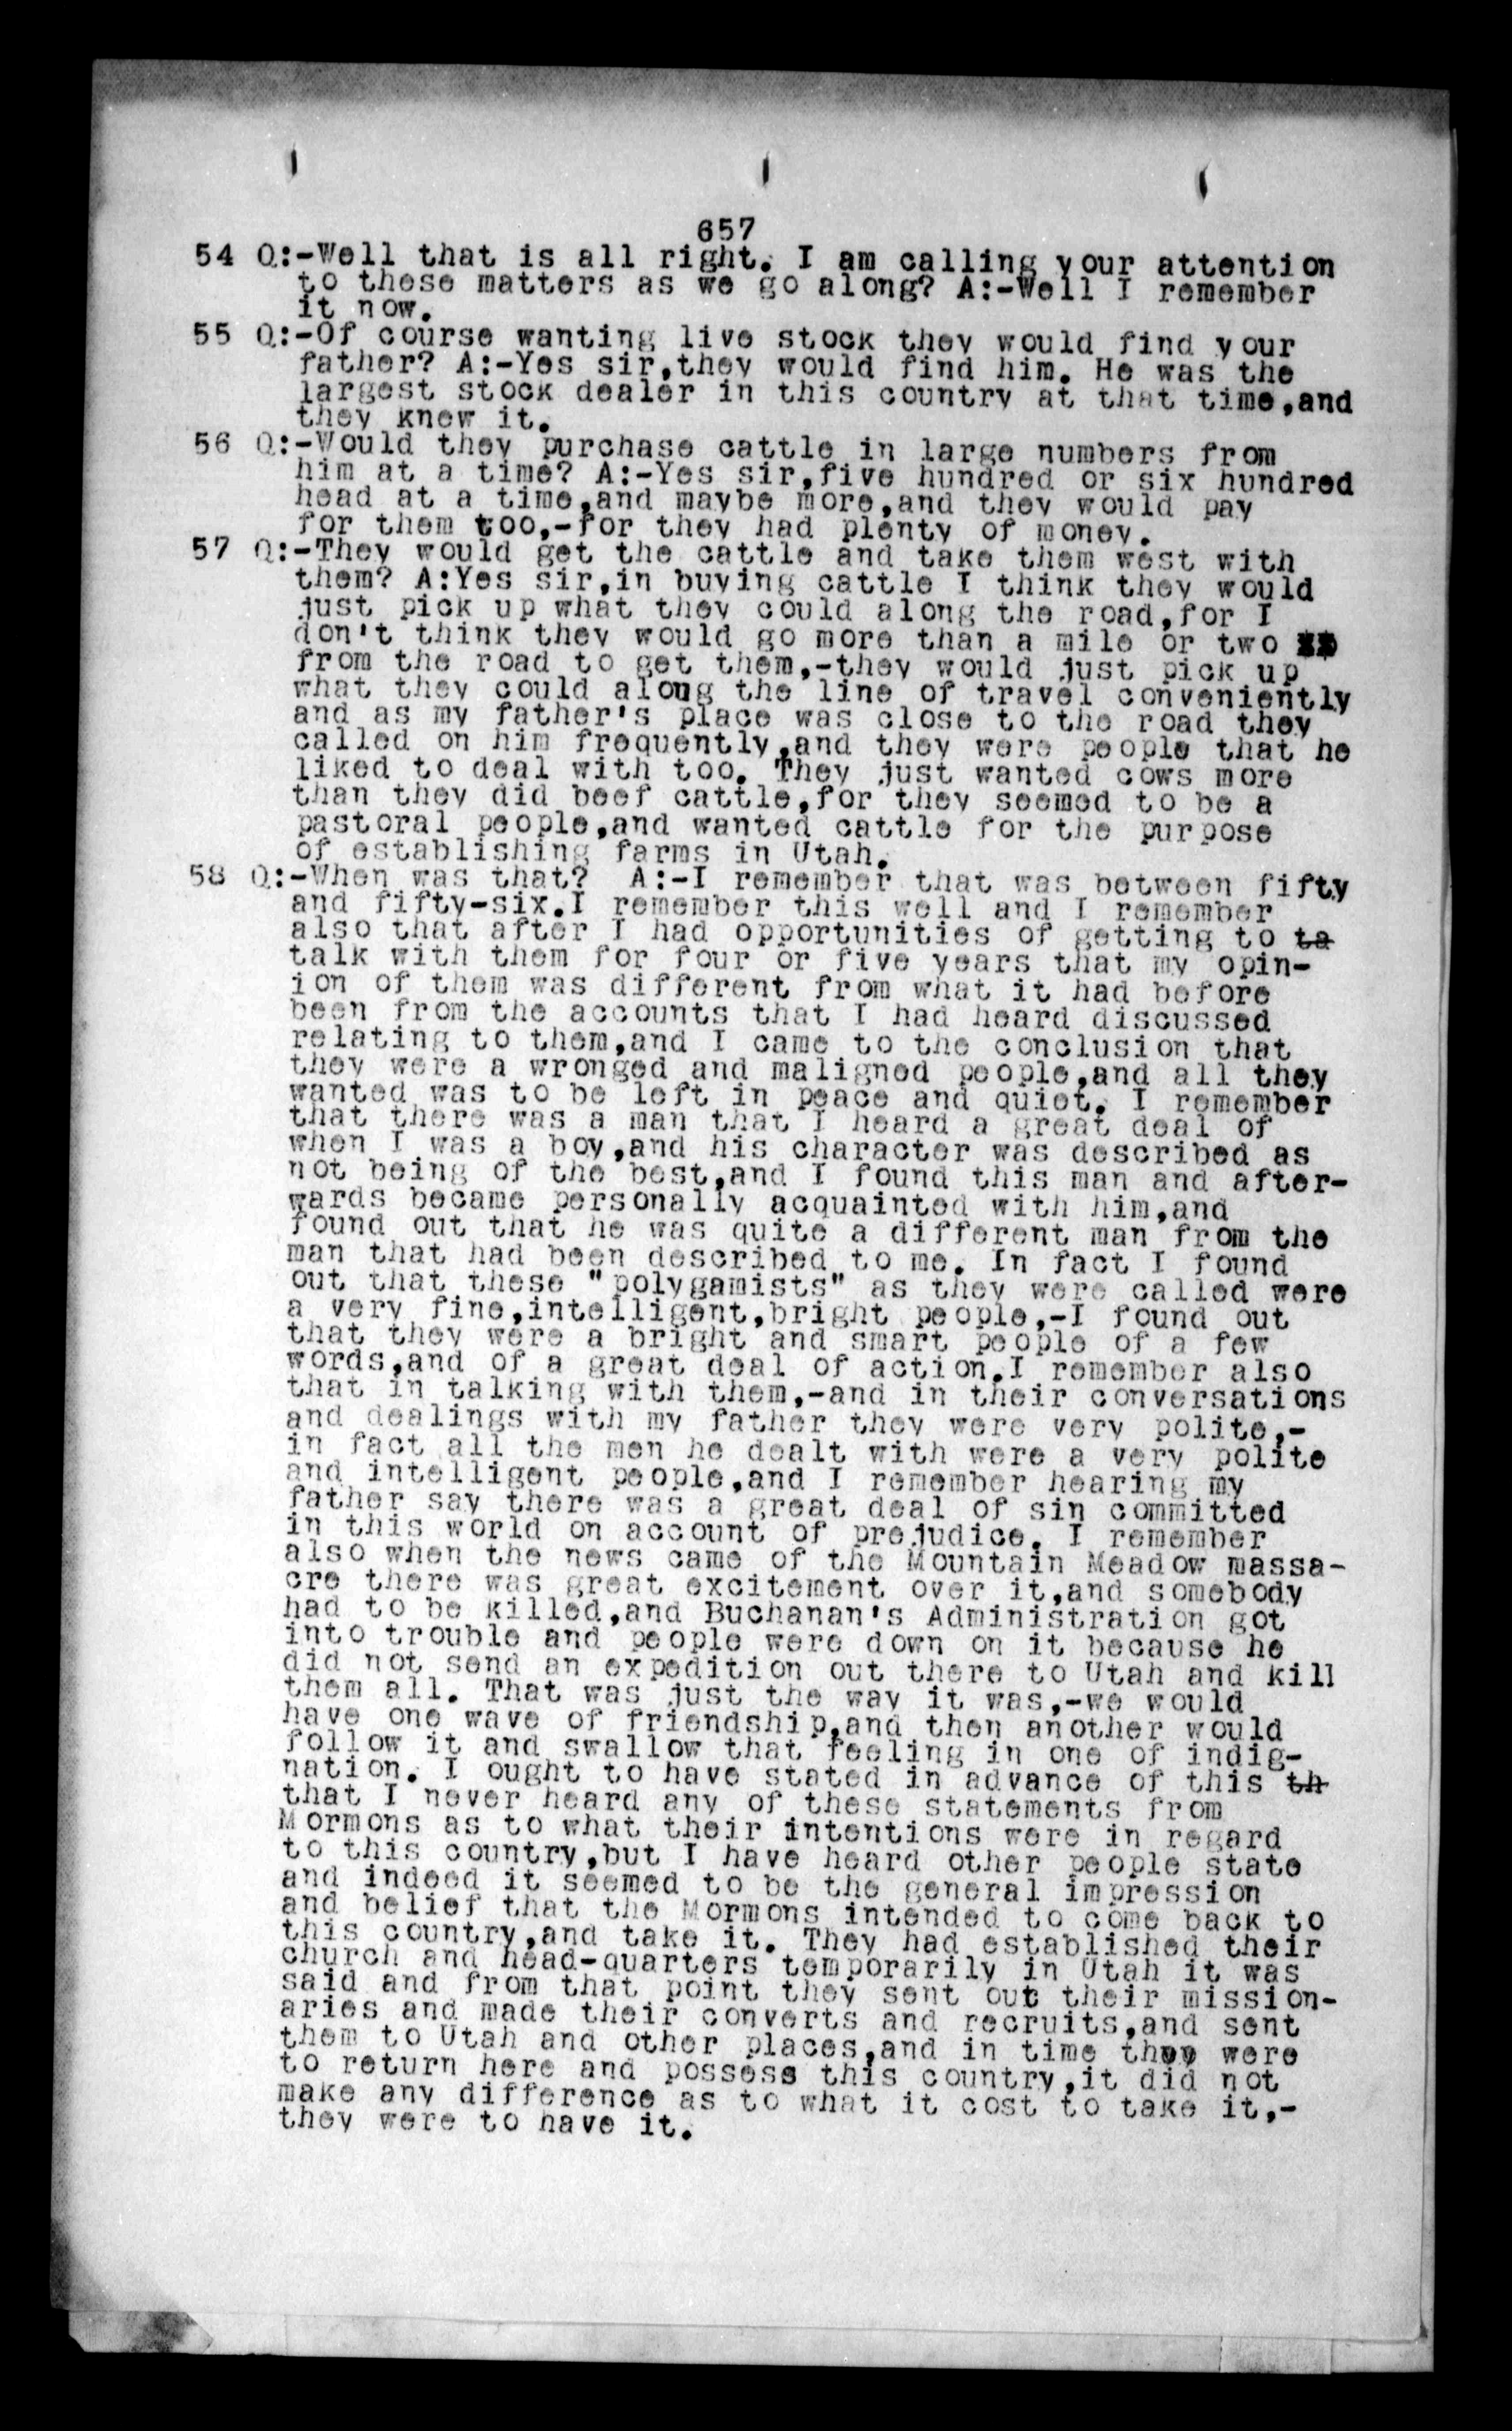 657
54 Q:-Well that is all right. I am calling your attention
to these matters as we go along? A:-Well I remember
it now.
55 Q:-Of course wanting live stock they would find your
father? A:-Yes sir,they would find him. He was the
largest stock dealer in this country at that time,and
they knew it.
56 Q:-Would they purchase cattle in large numbers from
him at a time? A:-Yes sir,five hundred or six hundred
head at a time,and maybe more,and they would pay
for them too,-for they had plenty of money.
57 Q:-They would get the cattle and take them west with
them? A:Yes sir,in buying cattle I think they would
just pick up what they could along the road,for I
don't think they would go more than a mile or two
from the road to get them,-they would just pick up
what they could along the line of travel conveniently
and as my father's place was close to the road they
called on him frequently,and they were people that he
liked to deal with too. They just wanted cows more
than they did beef cattle,for they seemed to be a
pastoral people,and wanted cattle for the purpose
of establishing farms in Utah.
58 Q:-When was that? A:-I remember that was between fifty
and fifty-six.I remember this well and I remember
also that after I had opportunities of getting to ta
talk with them for four or five years that my opin-
ion of them was different from what it had before
been from the accounts that I had heard discussed
relating to them,and I came to the conclusion that
they were a wronged and maligned people,and all they
wanted was to be left in peace and quiet. I remember
that there was a man that I heard a great deal of
when I was a boy,and his character was described as
not being of the best,and I found this man and after-
wards became personally acquainted with him,and
found out that he was quite a different man from the
man that had been described to me. In fact I found
out that these "polygamists" as they were called were
a very fine,intelligent,bright people,-I found out
that they were a bright and smart people of a few
words,and of a great deal of action.I remember also
that in talking with them,-and in their conversations
and dealings with my father they were very polite,-
in fact all the men he dealt with were a very polite
and intelligent people,and I remember hearing my
father say there was a great deal of sin committed
in this world on account of prejudice. I remember
also when the news came of the Mountain Meadow massa-
cre there was great excitement over it,and somebody
had to be killed,and Buchanan's Administration got
into trouble and people were down on it because he
did not send an expedition out there to Utah and kill
them all. That was just the way it was,-we would
have one wave of friendship,and then another would
follow it and swallow that feeling in one of indig-
nation. I ought to have stated in advance of this th
that I never heard any of these statements from
Mormons as to what their intentions were in regard
to this country,but I have heard other people state
and indeed it seemed to be the general impression
and belief that the Mormons intended to come back to
this country,and take it. They had established their
church and head-quarters temporarily in Utah it was
said and from that point they sent out their mission-
aries and made their converts and recruits,and sent
them to Utah and other places,and in time they were
to return here and possess this country,it did not
make any difference as to what it cost to take it,-
they were to have it.